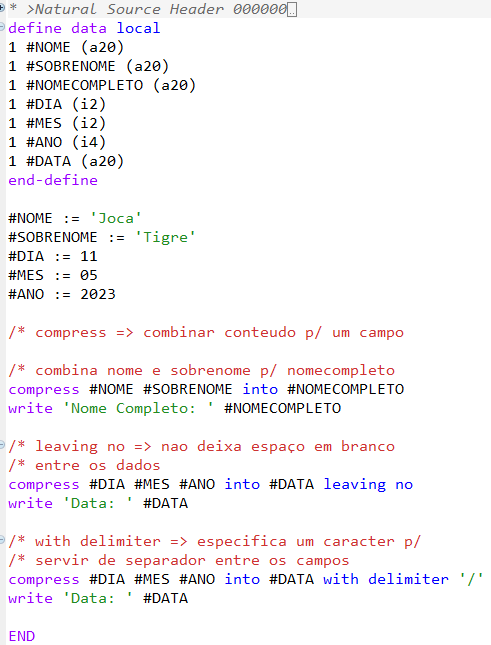 * >Natural Source Header 000000..
define data local
1 #NOME (a20)
1 #SOBRENOME (a20)
1 #NOMECOMPLETO (a20)
1 #DIA (i2)
1 #MES (i2)
1 #ANO (i4)
1 #DATA (a20)
end-define
#NOME := 'Joca'
#SOBRENOME := 'Tigre'
#DIA := 11
#MES := 05
#ANO := 2023
/* compress => combinar conteudo p/ um campo
/* combina nome e sobrenome p/ nomecompleto
compress #NOME #SOBRENOME into #NOMECOMPLETO
write 'Nome Completo: ' #NOMECOMPLETO
/* leaving no => nao deixa espaço em branco
/* entre os dados
compress #DIA #MES #ANO into #DATA leaving no
write 'Data: ' #DATA
/* with delimiter => especifica um caracter p/
/* servir de separador entre os campos
compress #DIA #MES #ANO into #DATA with delimiter '/'
write 'Data: ' #DATA
END